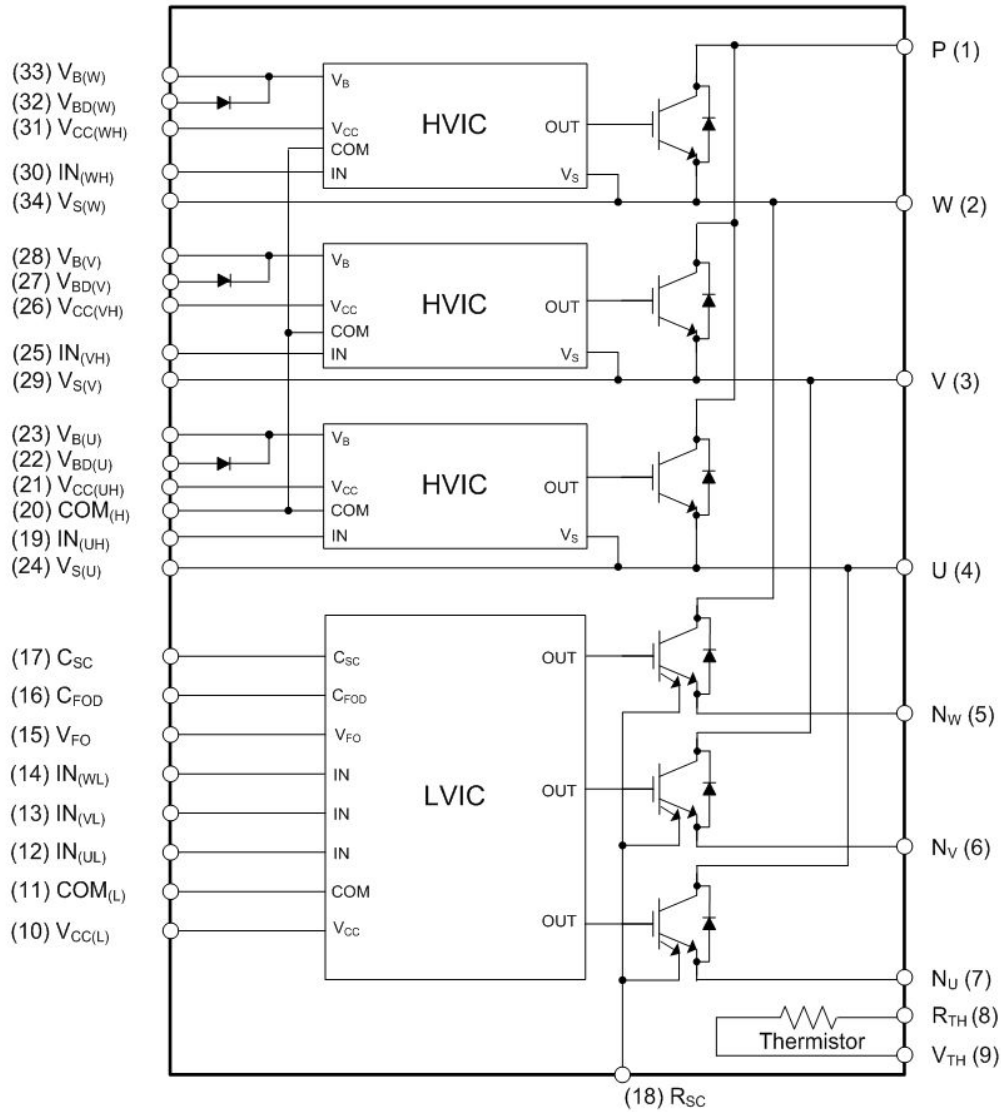 (33) VB(W)
(32) VBD(W)
(31) VCC(WH)
(30) IN(WH)
(34) VS(W)
VB
VCC
COM
IN
HVIC
OUT
VS
P (1)
W (2)
(28) VB(V)
(27) VBD(V)
(26) VCC(VH)
(25) IN(VH)
(29) VS(V)
VB
VCC
COM
IN
HVIC
OUT
VS
V (3)
(23) VB(U)
(22) VBD(U)
(21) VCC(UH)
(20) COM(H)
(19) IN(UH)
(24) VS(U)
VB
VCC
COM
IN
HVIC
OUT
VS
U (4)
(17) CSC
(16) CFOD
(15) VFO
(14) IN(WL)
(13) IN(VL)
(12) IN(UL)
(11) COM(L)
(10) VCC(L)
CSC
CFOD
VFO
IN
IN
IN
COM
VCC
LVIC
OUT
OUT
OUT
NW (5)
NV (6)
NU (7)
RTH (8)
Thermistor
VTH (9)
(18) RSC